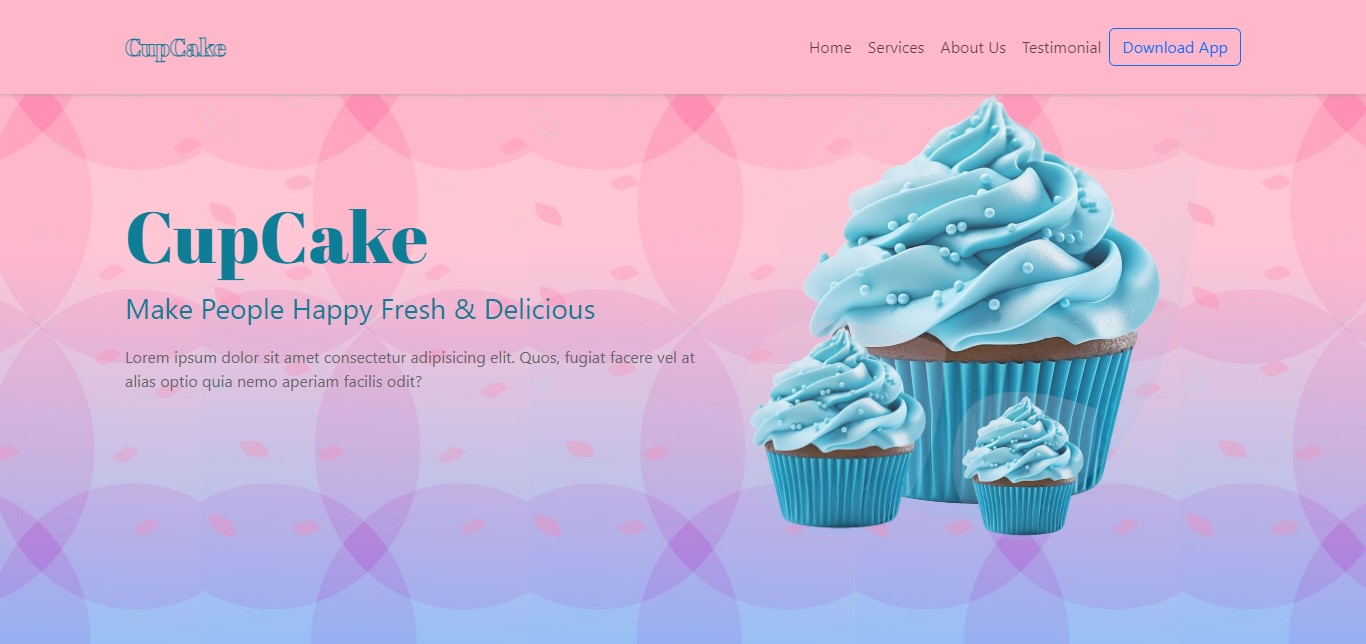 CupCake
Home Services About Us Testimonial Download App
CupCake
Make People Happy Fresh & Delicious
Lorem ipsum dolor sit amet consectetur adipisicing elit. Quos, fugiat facere vel at
alias optio quia nemo aperiam facilis odit?